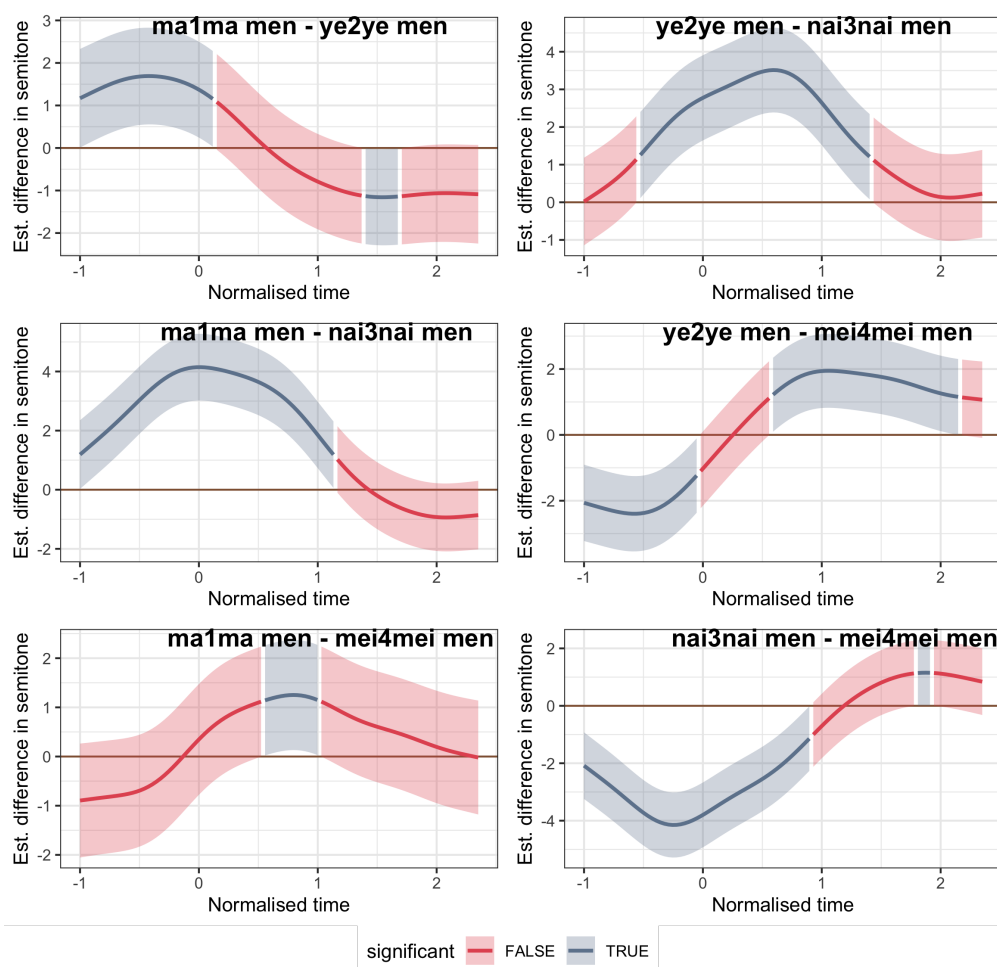 ma1ma men - ye2ye men
Est. difference in semitone
3
2
1
0
-1
-2
-1
0
1
2
Normalised time
ye2ye men - nai3nai men
Est. difference in semitone
4
3
2
1
0
-1
-1
0
1
2
Normalised time
ma1ma men - nai3nai men
Est. difference in semitone
4
2
0
-2
-1
0
1
2
Normalised time
ye2ye men - mei4mei men
Est. difference in semitone
2
0
-2
-1
0
1
2
Normalised time
ma1ma men - mei4mei men
Est. difference in semitone
2
1
0
-1
-2
-1
0
1
2
Normalised time
nai3nai men - mei4mei men
Est. difference in semitone
2
0
-2
-4
-1
0
1
2
Normalised time
significant FALSE TRUE